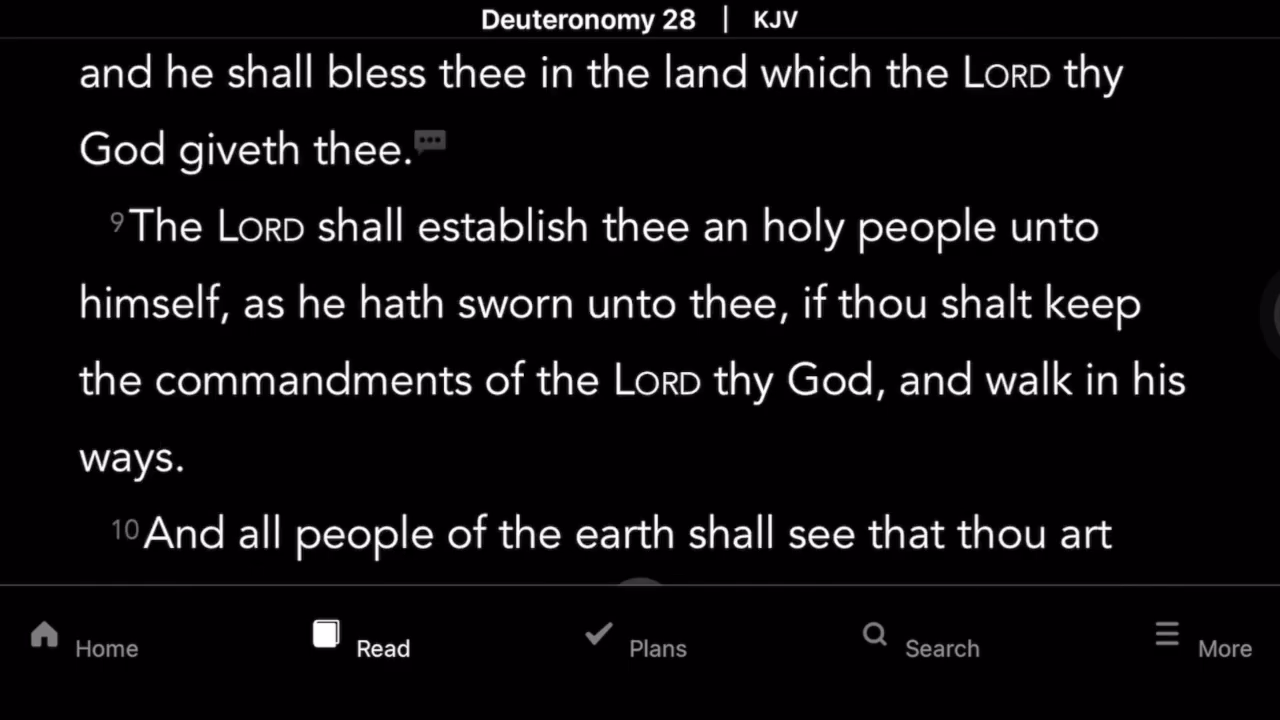 Deuteronomy 28 | KJV
and he shall bless thee in the land which the LORD thy
God giveth thee.
9 The LORD shall establish thee an holy people unto
himself, as he hath sworn unto thee, if thou shalt keep
the commandments of the LORD thy God, and walk in his
ways.
10 And all people of the earth shall see that thou art
Home Read Plans Search More